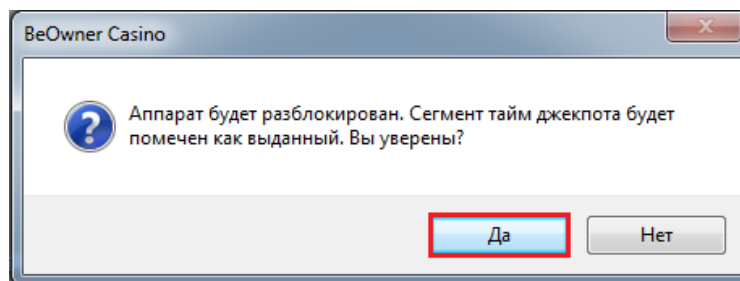 BeOwner Casino
Аппарат будет разблокирован. Сегмент тайм джекпота будет
помечен как выданный. Вы уверены?
Да
Нет